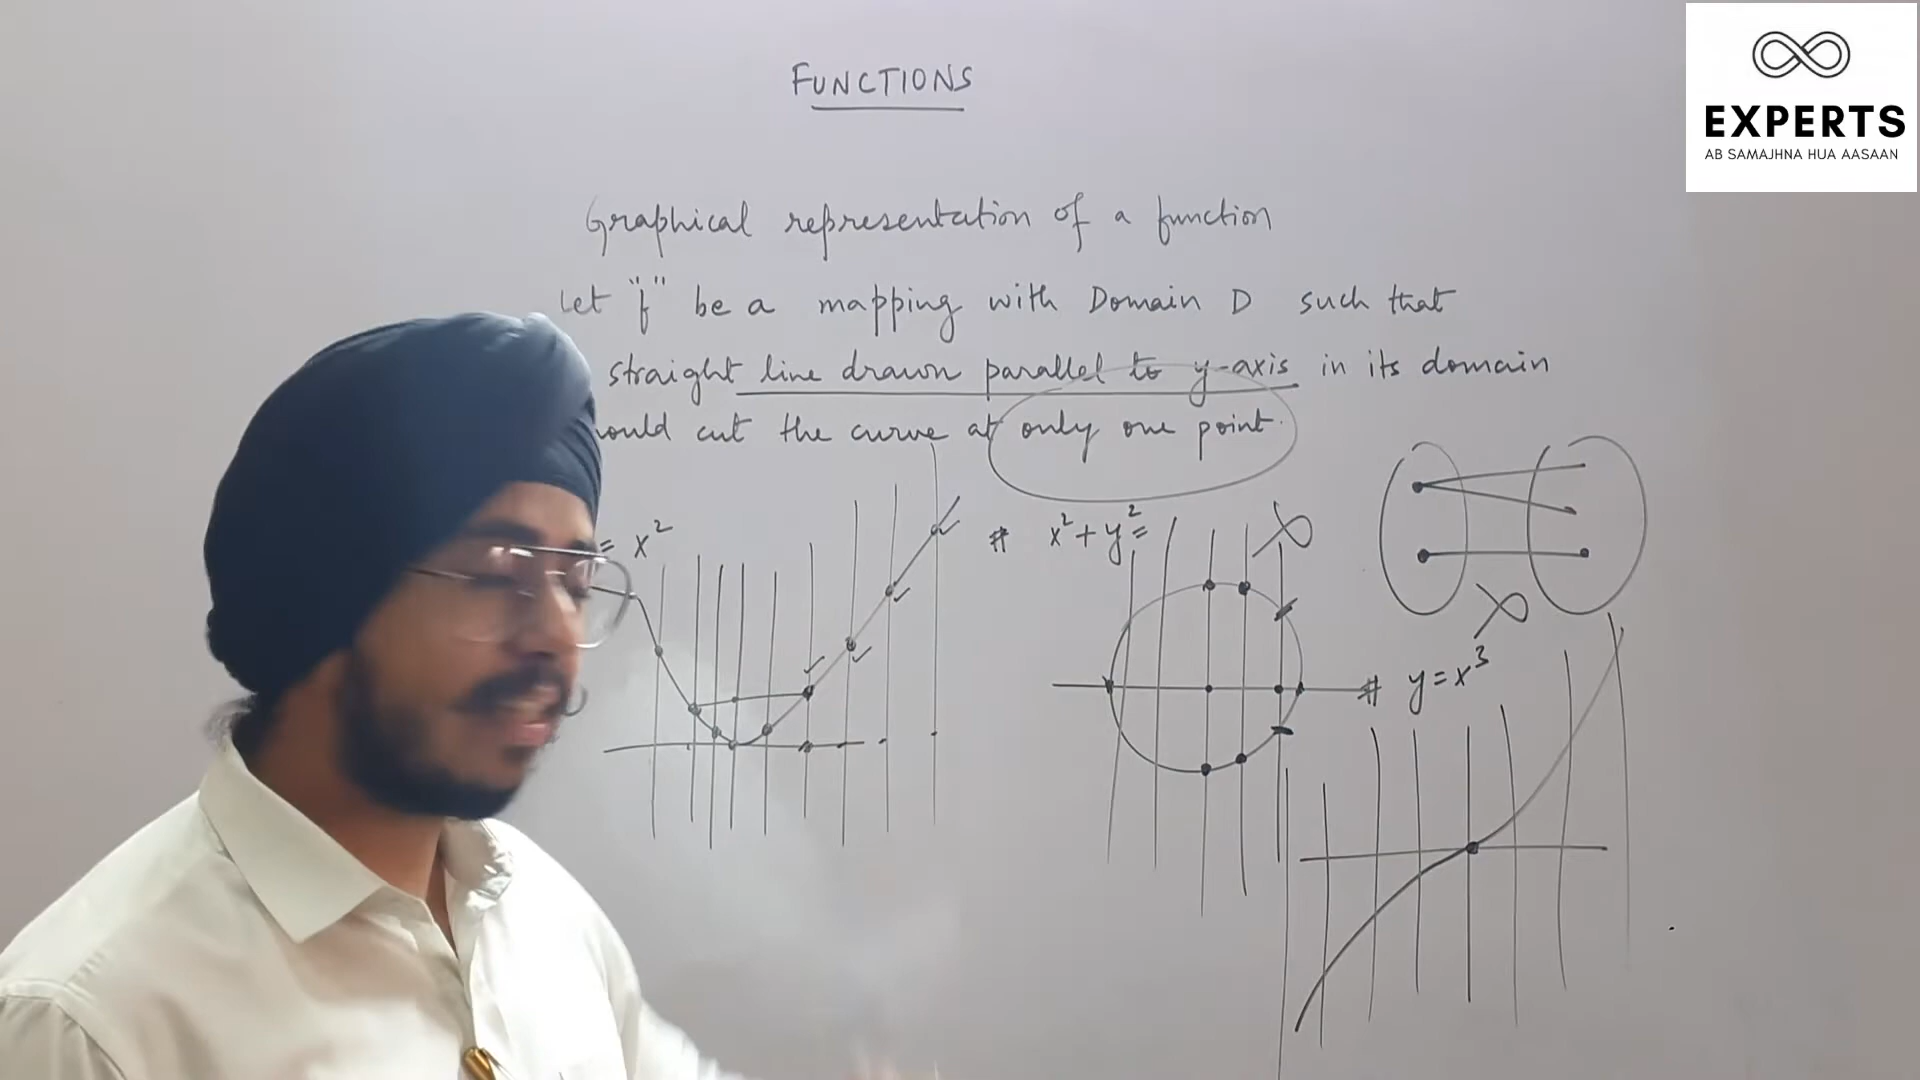 FUNCTIONS
EXPERTS
AB SAMAJHNA HUA AASAAN
Graphical representation of a function
Let "f" be a mapping with Domain D such that
straight line drawn parallel to y-axis in its domain
ould cut the curve at only one point.
= x²
# x² + y² =
# y = x³